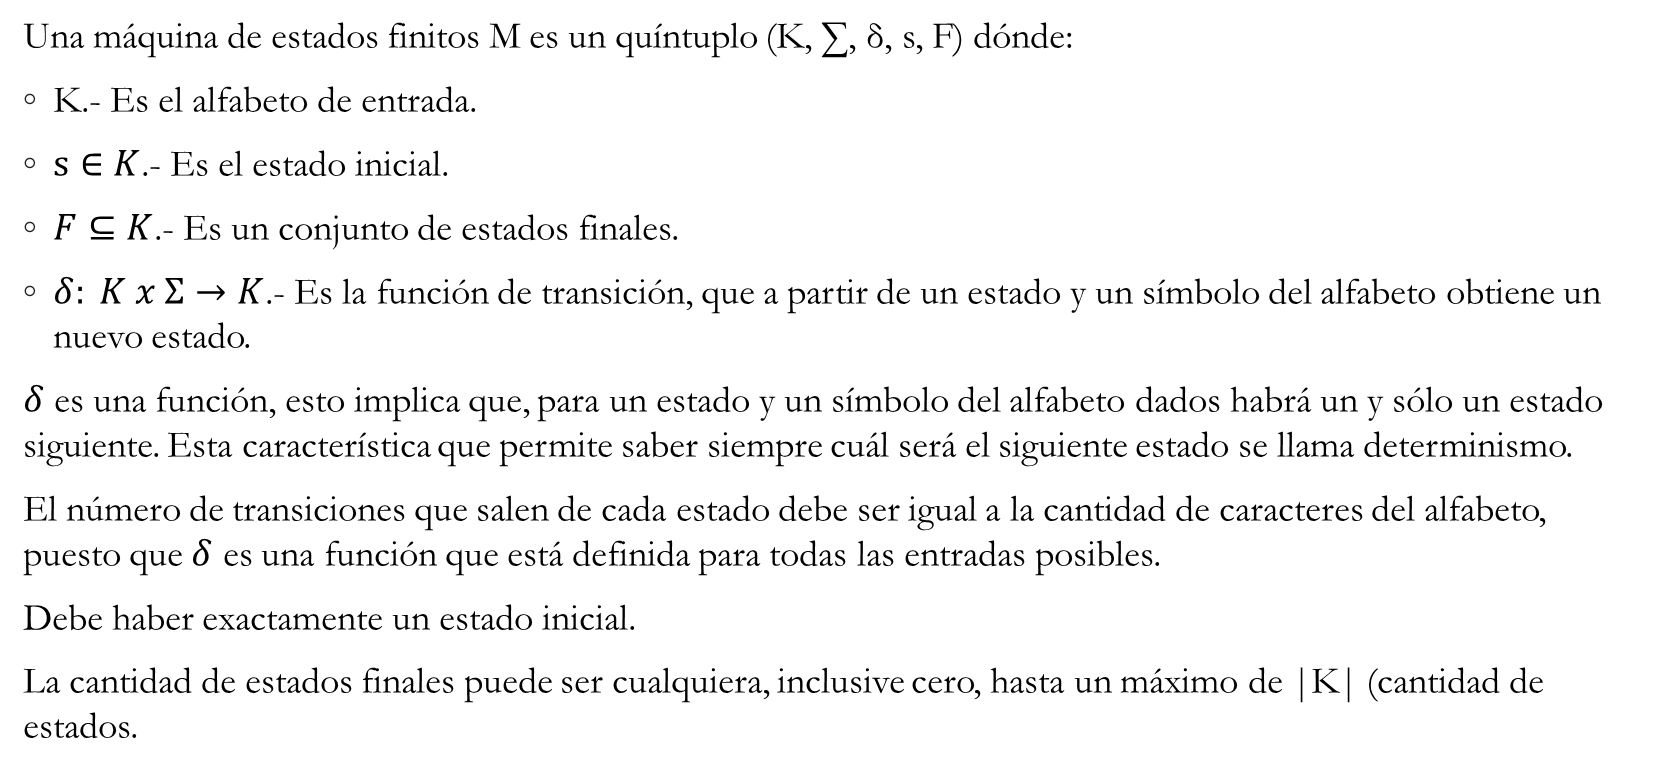 Una máquina de estados finitos M es un quíntuplo (K, ∑, δ, s, F) dónde:
◦ K.- Es el alfabeto de entrada.
◦ s ∈ K.- Es el estado inicial.
◦ F ⊆ K.- Es un conjunto de estados finales.
◦ δ: K x Σ → K.- Es la función de transición, que a partir de un estado y un símbolo del alfabeto obtiene un
nuevo estado.
δ es una función, esto implica que, para un estado y un símbolo del alfabeto dados habrá un y sólo un estado
siguiente. Esta característica que permite saber siempre cuál será el siguiente estado se llama determinismo.
El número de transiciones que salen de cada estado debe ser igual a la cantidad de caracteres del alfabeto,
puesto que δ es una función que está definida para todas las entradas posibles.
Debe haber exactamente un estado inicial.
La cantidad de estados finales puede ser cualquiera, inclusive cero, hasta un máximo de |K| (cantidad de
estados.